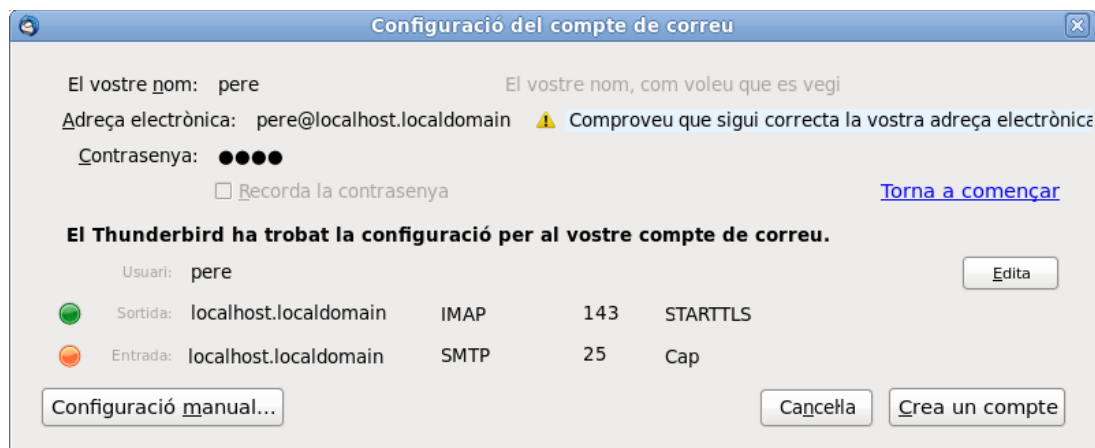 Configuració del compte de correu
El vostre nom: pere El vostre nom, com voleu que es vegi
Adreça electrònica: pere@localhost.localdomain Comproveu que sigui correcta la vostra adreça electrònica
Contrasenya: ●●●●
Recorda la contrasenya Torna a començar
El Thunderbird ha trobat la configuració per al vostre compte de correu.
Usuari: pere Edita
Sortida: localhost.localdomain IMAP 143 STARTTLS
Entrada: localhost.localdomain SMTP 25 Cap
Configuració manual... Cancel·la Crea un compte